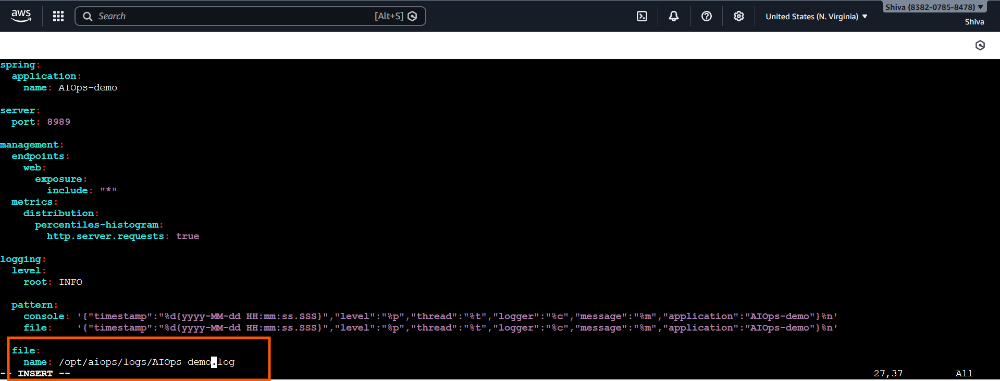 aws
Search
[Alt+S]
United States (N. Virginia) ▼
Shiva (8382-0785-8478) ▼
Shiva
spring:
  application:
    name: AIOps-demo
server:
  port: 8989
management:
  endpoints:
    web:
      exposure:
        include: "*"
  metrics:
    distribution:
      percentiles-histogram:
        http.server.requests: true
logging:
  level:
    root: INFO
  pattern:
    console: '{"timestamp":"%d{yyyy-MM-dd HH:mm:ss.SSS}","level":"%p","thread":"%t","logger":"%c","message":"%m","application":"AIOps-demo"}%n'
    file:    '{"timestamp":"%d{yyyy-MM-dd HH:mm:ss.SSS}","level":"%p","thread":"%t","logger":"%c","message":"%m","application":"AIOps-demo"}%n'
  file:
    name: /opt/aiops/logs/AIOps-demo.log
-- INSERT --
27,37
All